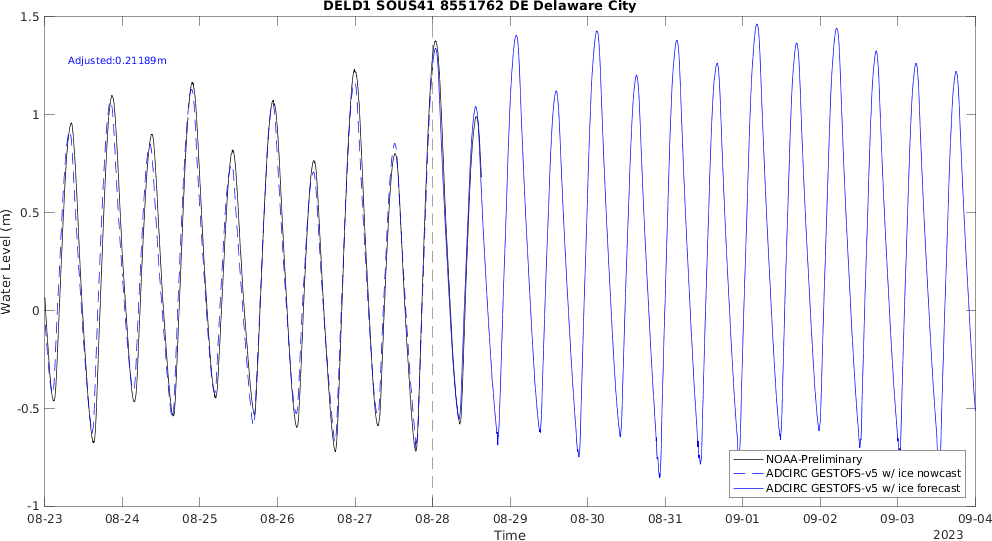 DELD1 SOUS41 8551762 DE Delaware City
Adjusted:0.21189m
Water Level (m)
1.5
1
0.5
0
-0.5
-1
NOAA-Preliminary
ADCIRC GESTOFS-v5 w/ ice nowcast
ADCIRC GESTOFS-v5 w/ ice forecast
08-23 08-24 08-25 08-26 08-27 08-28 08-29 08-30 08-31 09-01 09-02 09-03 09-04
Time
2023